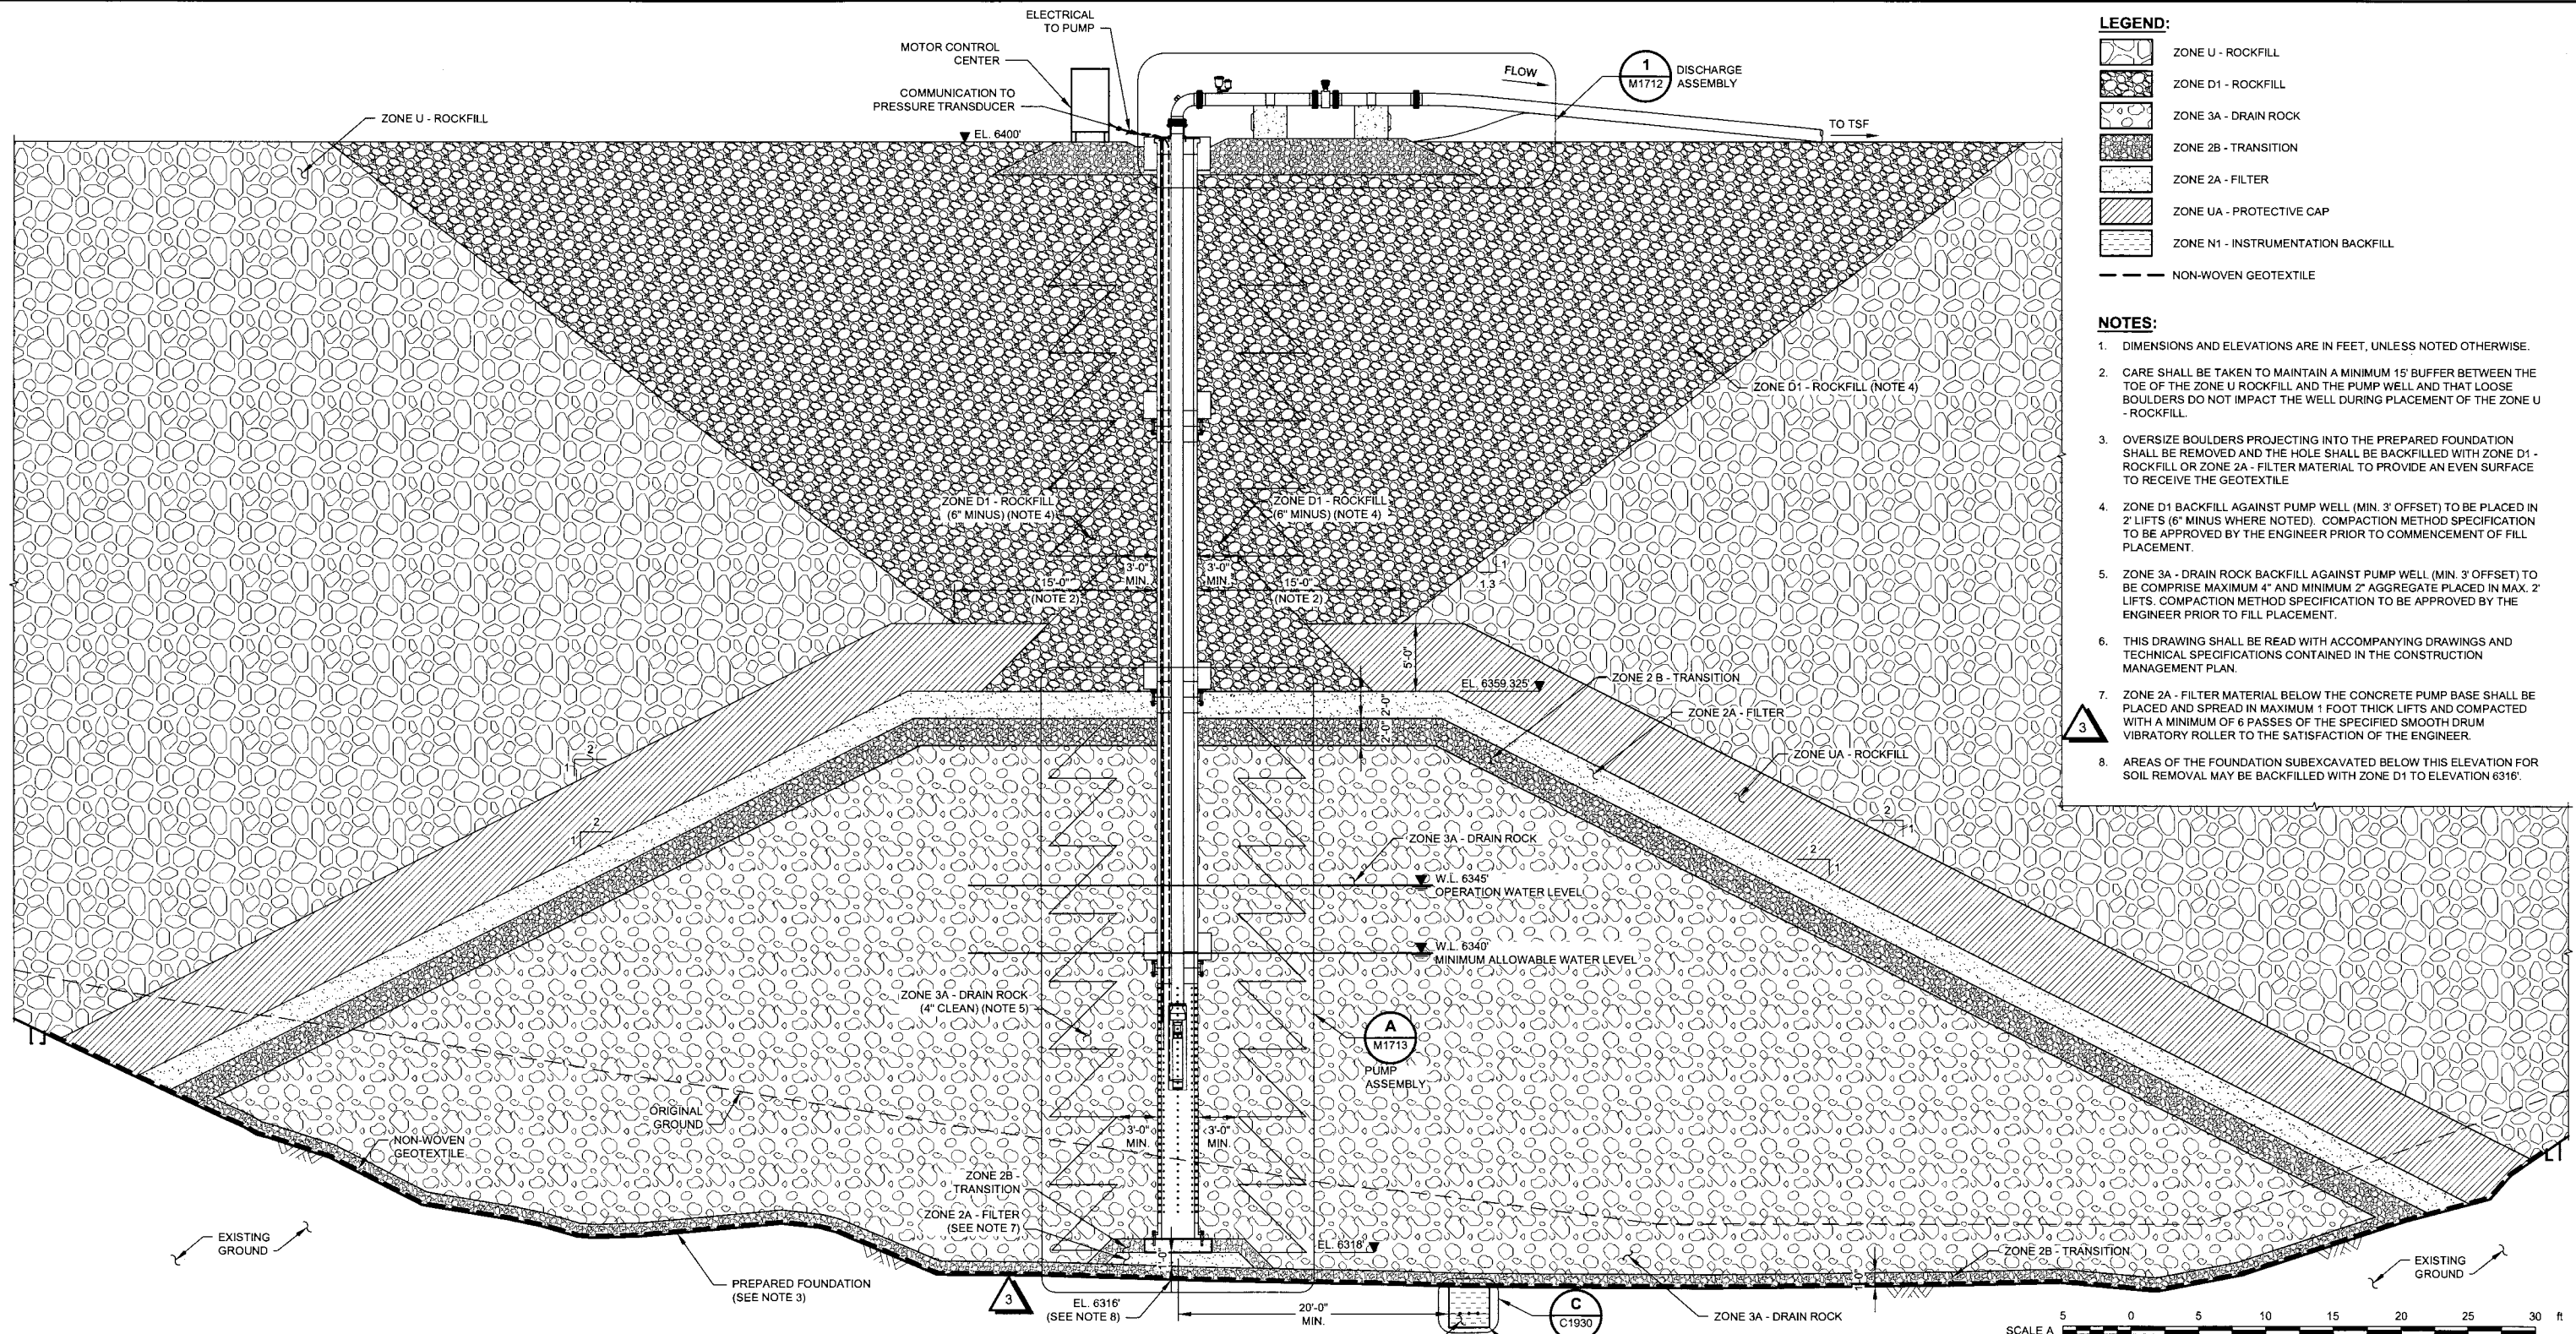 ELECTRICAL
TO PUMP
MOTOR CONTROL
CENTER
COMMUNICATION TO
PRESSURE TRANSDUCER
ZONE U - ROCKFILL
EL. 6400'
FLOW
1
M1712
DISCHARGE
ASSEMBLY
TO TSF
ZONE D1 - ROCKFILL (NOTE 4)
ZONE D1 - ROCKFILL
(6" MINUS) (NOTE 4)
ZONE D1 - ROCKFILL
(6" MINUS) (NOTE 4)
3'-0"
MIN.
3'-0"
MIN.
15'-0"
(NOTE 2)
15'-0"
(NOTE 2)
1
1.3
5'-0"
EL. 6359.325'
2'-0"
2'-0"
ZONE 2 B - TRANSITION
ZONE 2A - FILTER
ZONE UA - ROCKFILL
2
1
2
1
2
1
2
1
ZONE 3A - DRAIN ROCK
W.L. 6345'
OPERATION WATER LEVEL
W.L. 6340'
MINIMUM ALLOWABLE WATER LEVEL
ZONE 3A - DRAIN ROCK
(4" CLEAN) (NOTE 5)
A
M1713
PUMP
ASSEMBLY
ORIGINAL
GROUND
NON-WOVEN
GEOTEXTILE
3'-0"
MIN.
3'-0"
MIN.
ZONE 2B -
TRANSITION
ZONE 2A - FILTER
(SEE NOTE 7)
EL. 6318'
EXISTING
GROUND
PREPARED FOUNDATION
(SEE NOTE 3)
3
EL. 6316'
(SEE NOTE 8)
20'-0"
MIN.
C
C1930
ZONE 3A - DRAIN ROCK
ZONE 2B - TRANSITION
1'-0"
EXISTING
GROUND
LEGEND:
ZONE U - ROCKFILL
ZONE D1 - ROCKFILL
ZONE 3A - DRAIN ROCK
ZONE 2B - TRANSITION
ZONE 2A - FILTER
ZONE UA - PROTECTIVE CAP
ZONE N1 - INSTRUMENTATION BACKFILL
NON-WOVEN GEOTEXTILE
NOTES:
1. DIMENSIONS AND ELEVATIONS ARE IN FEET, UNLESS NOTED OTHERWISE.
2. CARE SHALL BE TAKEN TO MAINTAIN A MINIMUM 15' BUFFER BETWEEN THE
TOE OF THE ZONE U ROCKFILL AND THE PUMP WELL AND THAT LOOSE
BOULDERS DO NOT IMPACT THE WELL DURING PLACEMENT OF THE ZONE U
- ROCKFILL.
3. OVERSIZE BOULDERS PROJECTING INTO THE PREPARED FOUNDATION
SHALL BE REMOVED AND THE HOLE SHALL BE BACKFILLED WITH ZONE D1 -
ROCKFILL OR ZONE 2A - FILTER MATERIAL TO PROVIDE AN EVEN SURFACE
TO RECEIVE THE GEOTEXTILE
4. ZONE D1 BACKFILL AGAINST PUMP WELL (MIN. 3' OFFSET) TO BE PLACED IN
2' LIFTS (6" MINUS WHERE NOTED). COMPACTION METHOD SPECIFICATION
TO BE APPROVED BY THE ENGINEER PRIOR TO COMMENCEMENT OF FILL
PLACEMENT.
5. ZONE 3A - DRAIN ROCK BACKFILL AGAINST PUMP WELL (MIN. 3' OFFSET) TO
BE COMPRISE MAXIMUM 4" AND MINIMUM 2" AGGREGATE PLACED IN MAX. 2'
LIFTS. COMPACTION METHOD SPECIFICATION TO BE APPROVED BY THE
ENGINEER PRIOR TO FILL PLACEMENT.
6. THIS DRAWING SHALL BE READ WITH ACCOMPANYING DRAWINGS AND
TECHNICAL SPECIFICATIONS CONTAINED IN THE CONSTRUCTION
MANAGEMENT PLAN.
7. ZONE 2A - FILTER MATERIAL BELOW THE CONCRETE PUMP BASE SHALL BE
PLACED AND SPREAD IN MAXIMUM 1 FOOT THICK LIFTS AND COMPACTED
WITH A MINIMUM OF 6 PASSES OF THE SPECIFIED SMOOTH DRUM
VIBRATORY ROLLER TO THE SATISFACTION OF THE ENGINEER.
3
8. AREAS OF THE FOUNDATION SUBEXCAVATED BELOW THIS ELEVATION FOR
SOIL REMOVAL MAY BE BACKFILLED WITH ZONE D1 TO ELEVATION 6316'.
5 0 5 10 15 20 25 30 ft
SCALE A